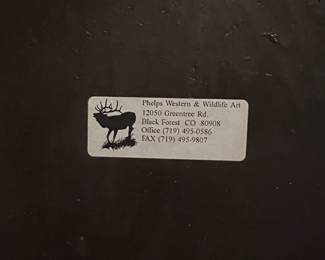 Phelps Western & Wildlife Art
12050 Greentree Rd.
Black Forest CO 80908
Office (719) 495-0586
FAX (719) 495-9807